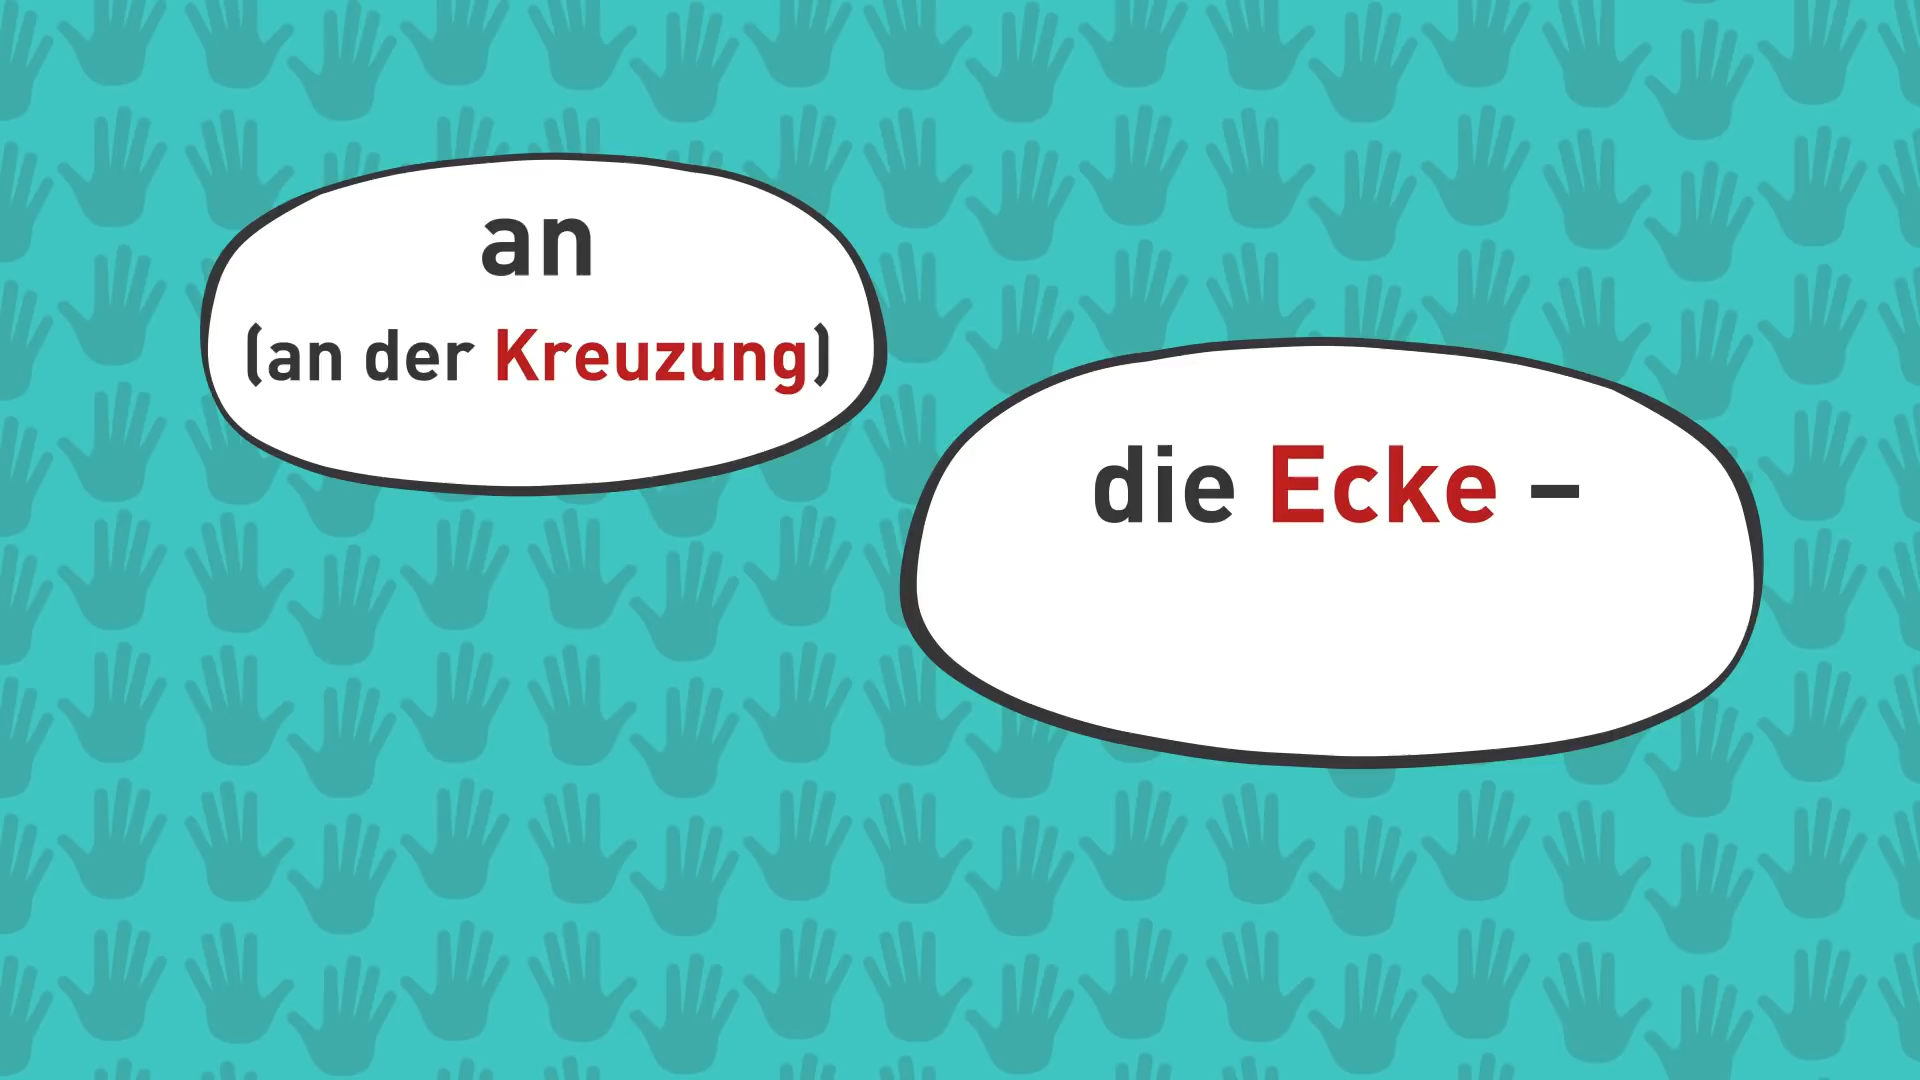 an
(an der Kreuzung)
die Ecke –